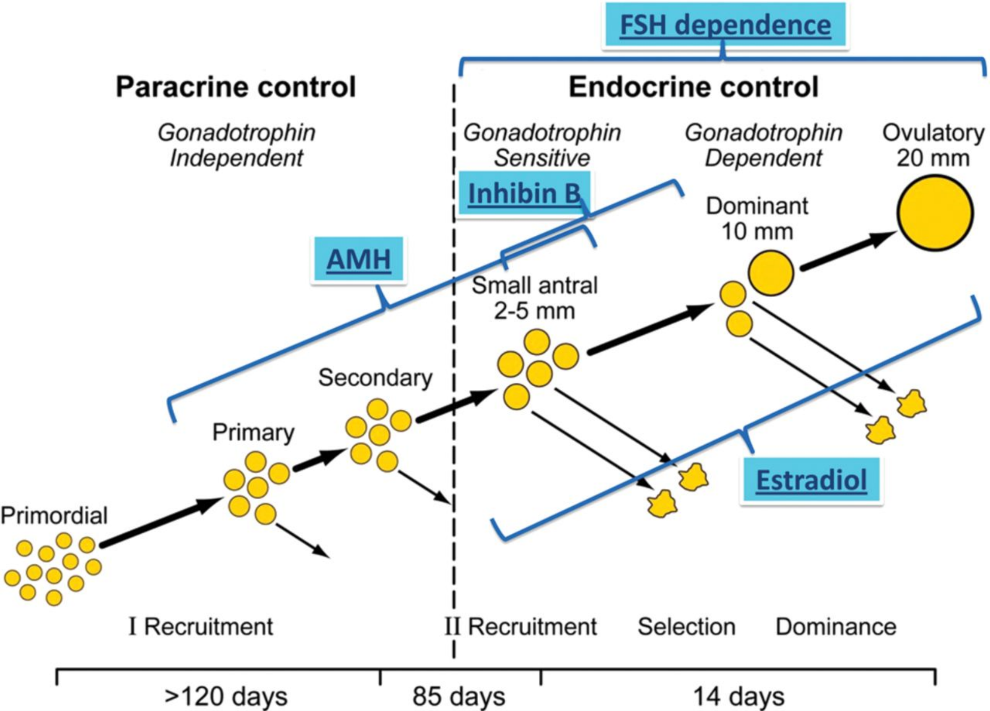 FSH dependence
Paracrine control
Endocrine control
Gonadotrophin
Independent
Gonadotrophin
Sensitive
Gonadotrophin
Dependent
Ovulatory
20 mm
Inhibin B
Dominant
10 mm
AMH
Small antral
2-5 mm
Secondary
Primary
Estradiol
Primordial
I Recruitment
II Recruitment
Selection
Dominance
>120 days
85 days
14 days